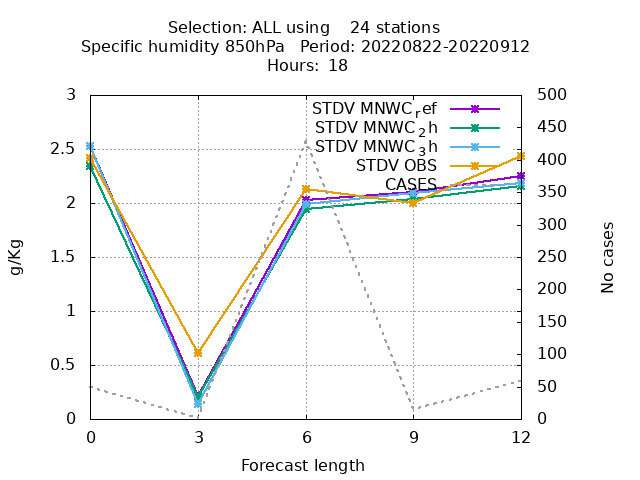 Selection: ALL using    24 stations
Specific humidity 850hPa   Period: 20220822-20220912
Hours:  18
STDV MNWC_ref
STDV MNWC_2h
STDV MNWC_3h
STDV OBS
CASES
3
2.5
2
1.5
1
0.5
0
500
450
400
350
300
250
200
150
100
50
0
g/Kg
No cases
0 3 6 9 12
Forecast length